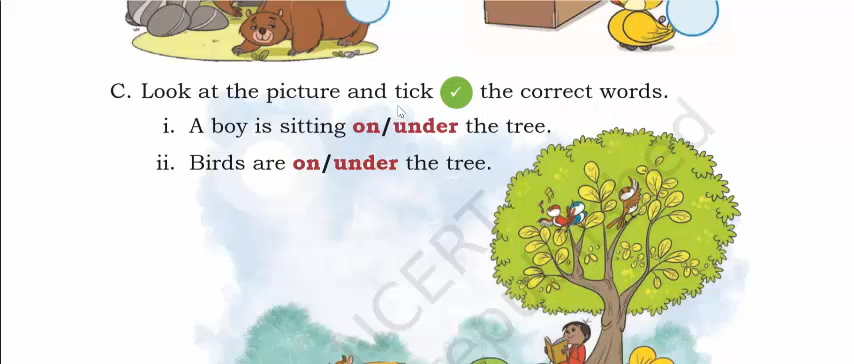 C. Look at the picture and tick ✓ the correct words.
i. A boy is sitting on/under the tree.
ii. Birds are on/under the tree.
NCERT